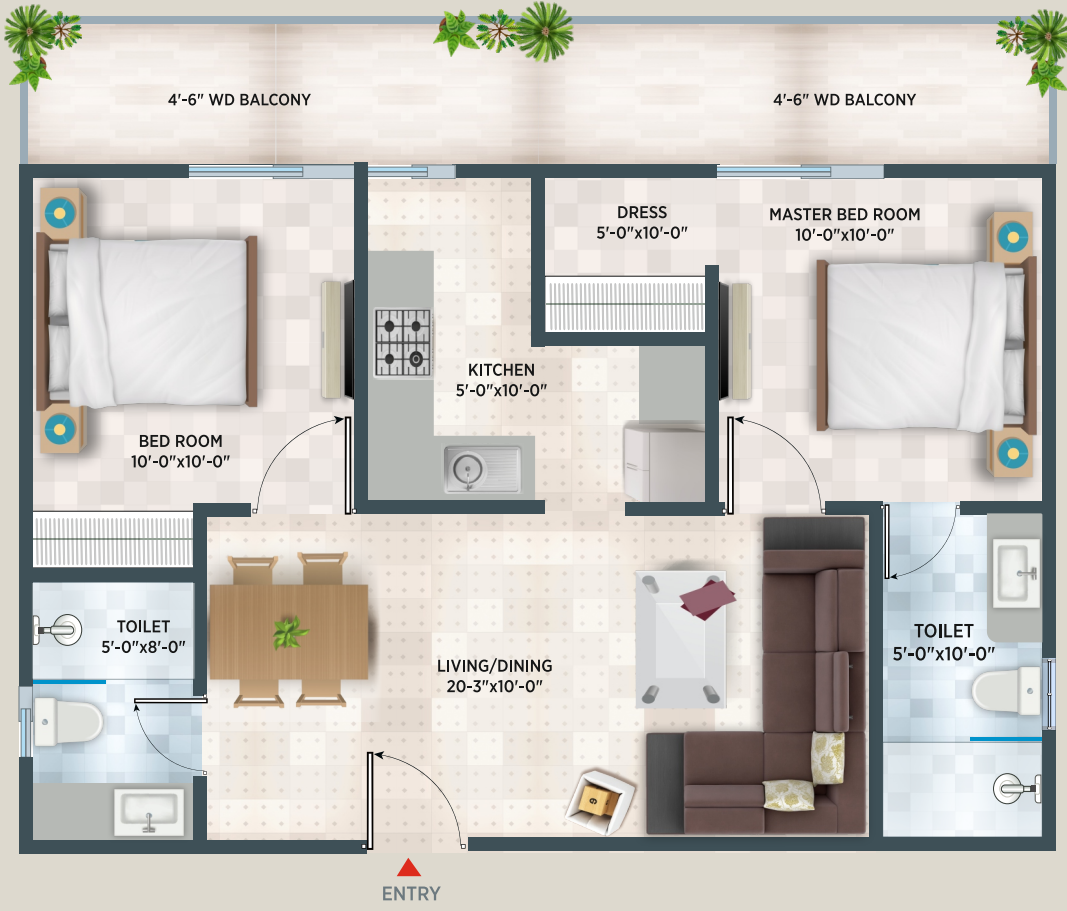 4'-6" WD BALCONY
4'-6" WD BALCONY
DRESS
5'-0"x10'-0"
MASTER BED ROOM
10'-0"x10'-0"
KITCHEN
5'-0"x10'-0"
BED ROOM
10'-0"x10'-0"
TOILET
5'-0"x8'-0"
LIVING/DINING
20-3"x10'-0"
TOILET
5'-0"x10'-0"
ENTRY